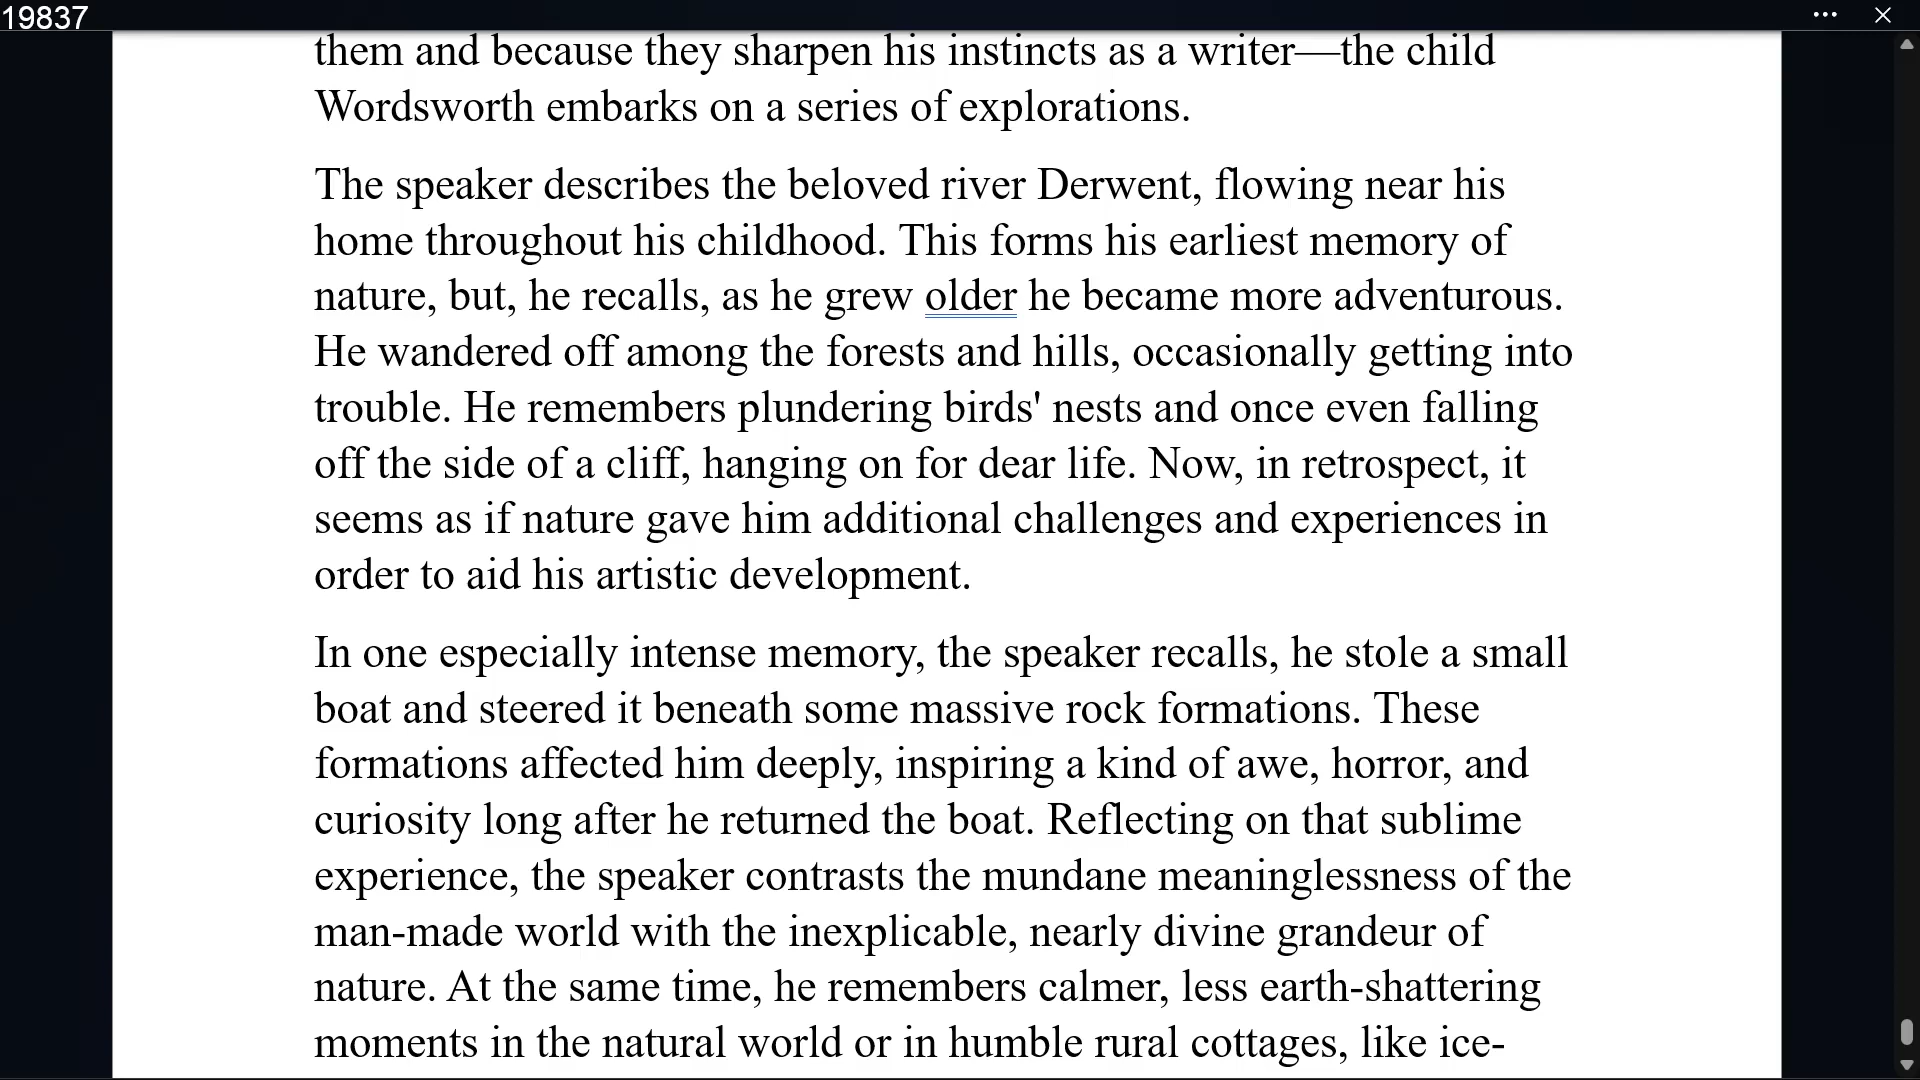 19837
them and because they sharpen his instincts as a writer—the child
Wordsworth embarks on a series of explorations.
The speaker describes the beloved river Derwent, flowing near his
home throughout his childhood. This forms his earliest memory of
nature, but, he recalls, as he grew older he became more adventurous.
He wandered off among the forests and hills, occasionally getting into
trouble. He remembers plundering birds' nests and once even falling
off the side of a cliff, hanging on for dear life. Now, in retrospect, it
seems as if nature gave him additional challenges and experiences in
order to aid his artistic development.
In one especially intense memory, the speaker recalls, he stole a small
boat and steered it beneath some massive rock formations. These
formations affected him deeply, inspiring a kind of awe, horror, and
curiosity long after he returned the boat. Reflecting on that sublime
experience, the speaker contrasts the mundane meaninglessness of the
man-made world with the inexplicable, nearly divine grandeur of
nature. At the same time, he remembers calmer, less earth-shattering
moments in the natural world or in humble rural cottages, like ice-